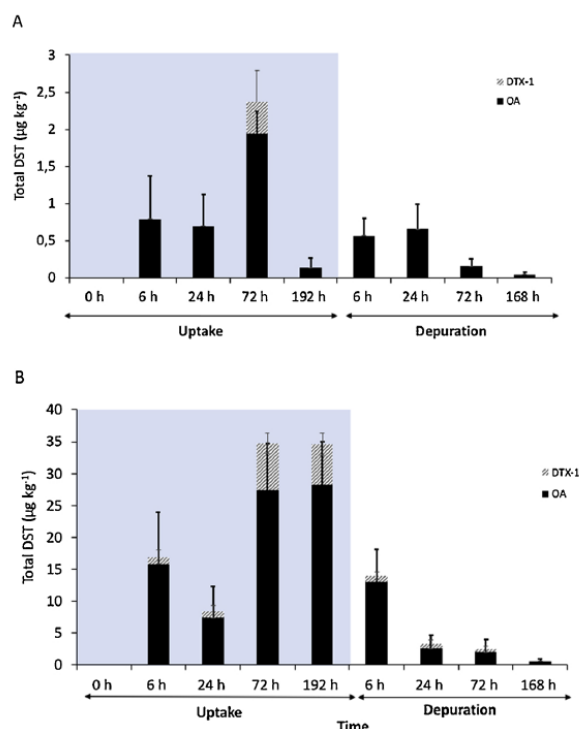 A
Total DST (µg kg⁻¹)
3
2,5
2
1,5
1
0,5
0
DTX-1
OA
0 h 6 h 24 h 72 h 192 h 6 h 24 h 72 h 168 h
Uptake Depuration
B
Total DST (µg kg⁻¹)
40
35
30
25
20
15
10
5
0
DTX-1
OA
0 h 6 h 24 h 72 h 192 h 6 h 24 h 72 h 168 h
Uptake Depuration
Time